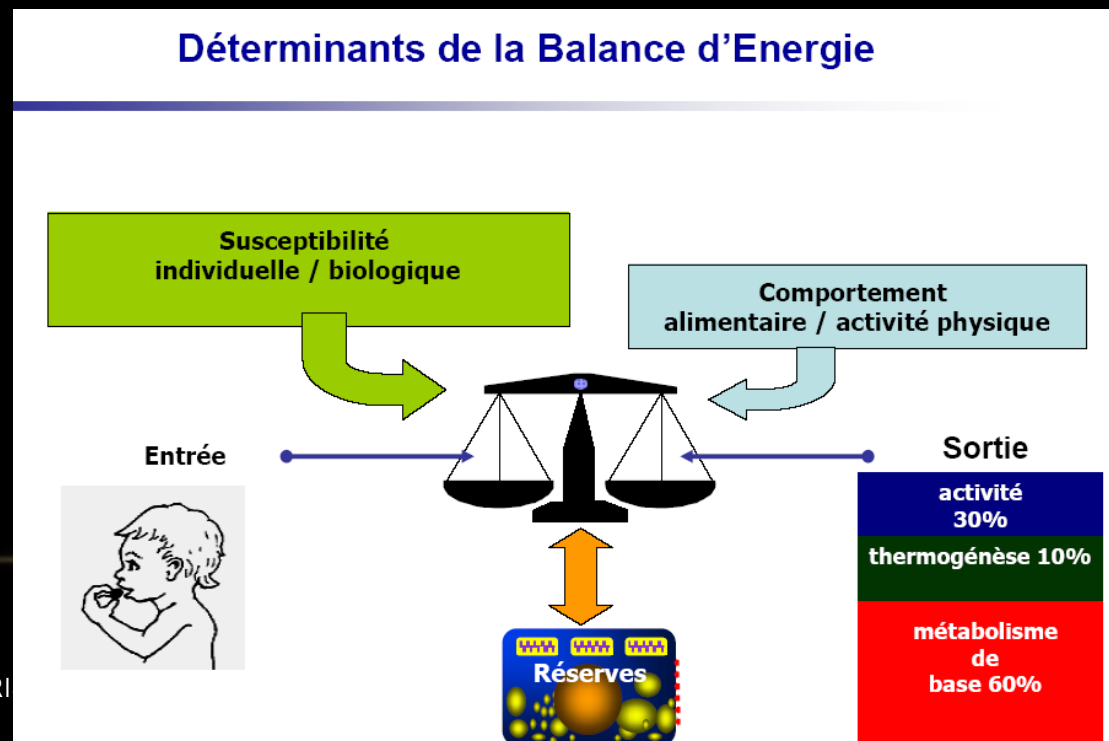 Déterminants de la Balance d'Energie
Susceptibilité
individuelle / biologique
Comportement
alimentaire / activité physique
Entrée
Sortie
activité
30%
thermogénèse 10%
métabolisme
de
base 60%
Réserves